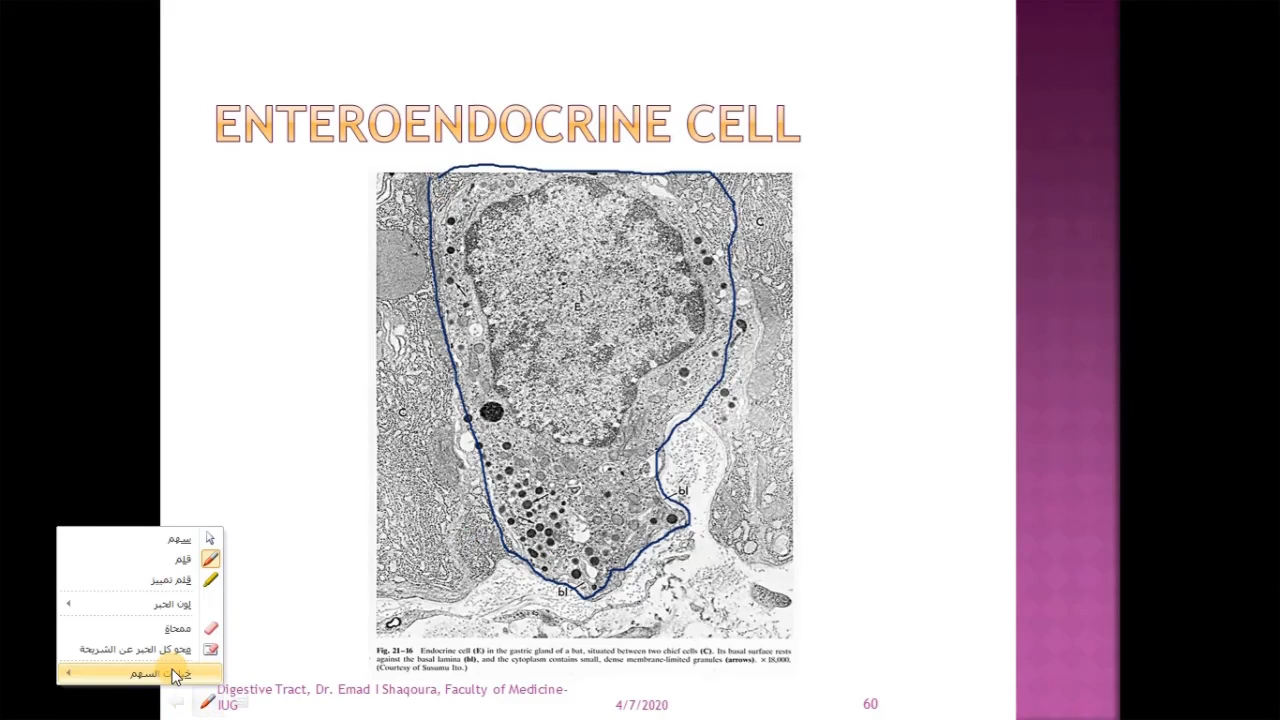 ENTEROENDOCRINE CELL
C
E
C
bl
bl
Fig. 21–16 Endocrine cell (E) in the gastric gland of a bat, situated between two chief cells (C). Its basal surface rests
against the basal lamina (bl), and the cytoplasm contains small, dense membrane-limited granules (arrows). ×18,000.
(Courtesy of Susumu Ito.)
سهم
قلم
قلم تمييز
لون الحبر
ممحاة
محو كل الحبر عن الشريحة
السهم
Digestive Tract, Dr. Emad I Shaqoura, Faculty of Medicine-
IUG
4/7/2020
60